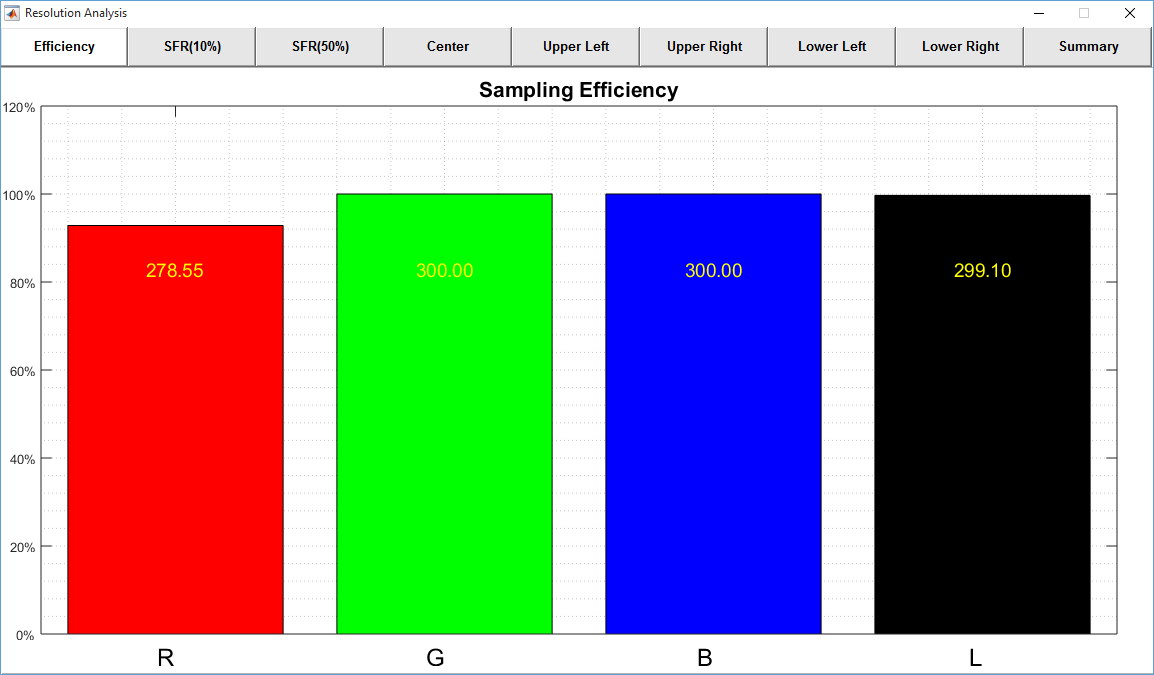 Resolution Analysis
Efficiency SFR(10%) SFR(50%) Center Upper Left Upper Right Lower Left Lower Right Summary
Sampling Efficiency
120%
100%
80%
60%
40%
20%
0%
278.55 300.00 300.00 299.10
R G B L